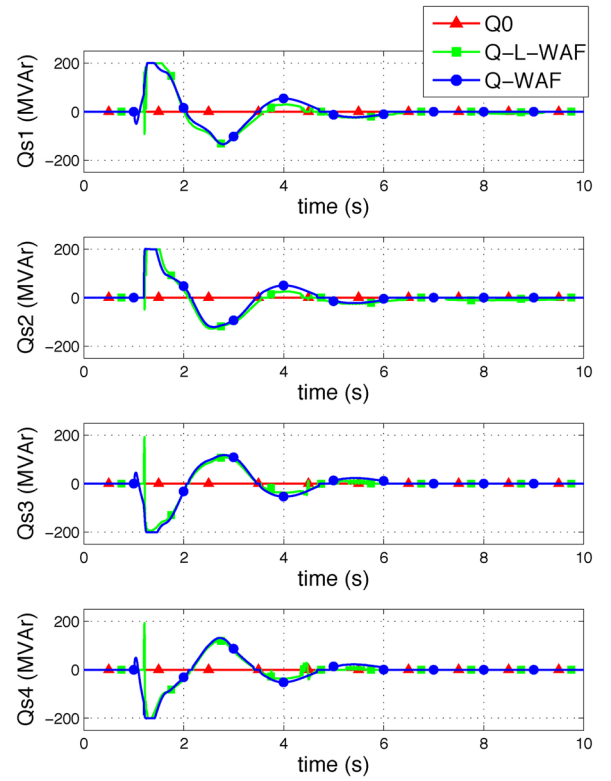 Q0
Q-L-WAF
Q-WAF
Qs1 (MVAr)
200
0
−200
0 2 4 6 8 10
time (s)
Qs2 (MVAr)
200
0
−200
0 2 4 6 8 10
time (s)
Qs3 (MVAr)
200
0
−200
0 2 4 6 8 10
time (s)
Qs4 (MVAr)
200
0
−200
0 2 4 6 8 10
time (s)